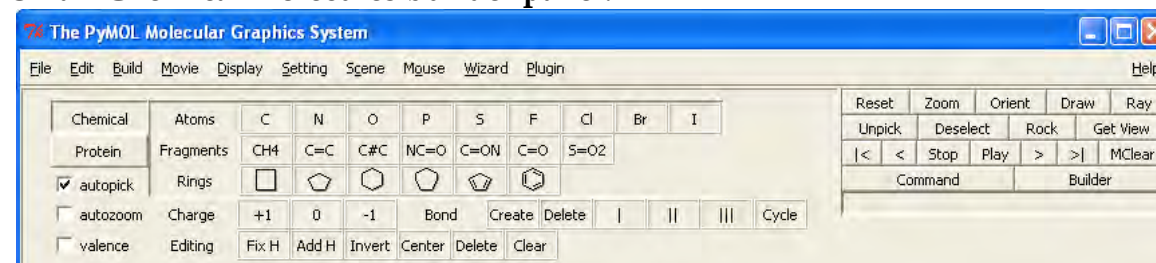 The PyMOL Molecular Graphics System
File Edit Build Movie Display Setting Scene Mouse Wizard Plugin Help
Chemical Atoms C N O P S F Cl Br I
Protein Fragments CH4 C=C C#C NC=O C=ON C=O S=O2
autopick Rings
autozoom Charge +1 0 -1 Bond Create Delete | || ||| Cycle
valence Editing Fix H Add H Invert Center Delete Clear
Reset Zoom Orient Draw Ray
Unpick Deselect Rock Get View
|< < Stop Play > >| MClear
Command Builder